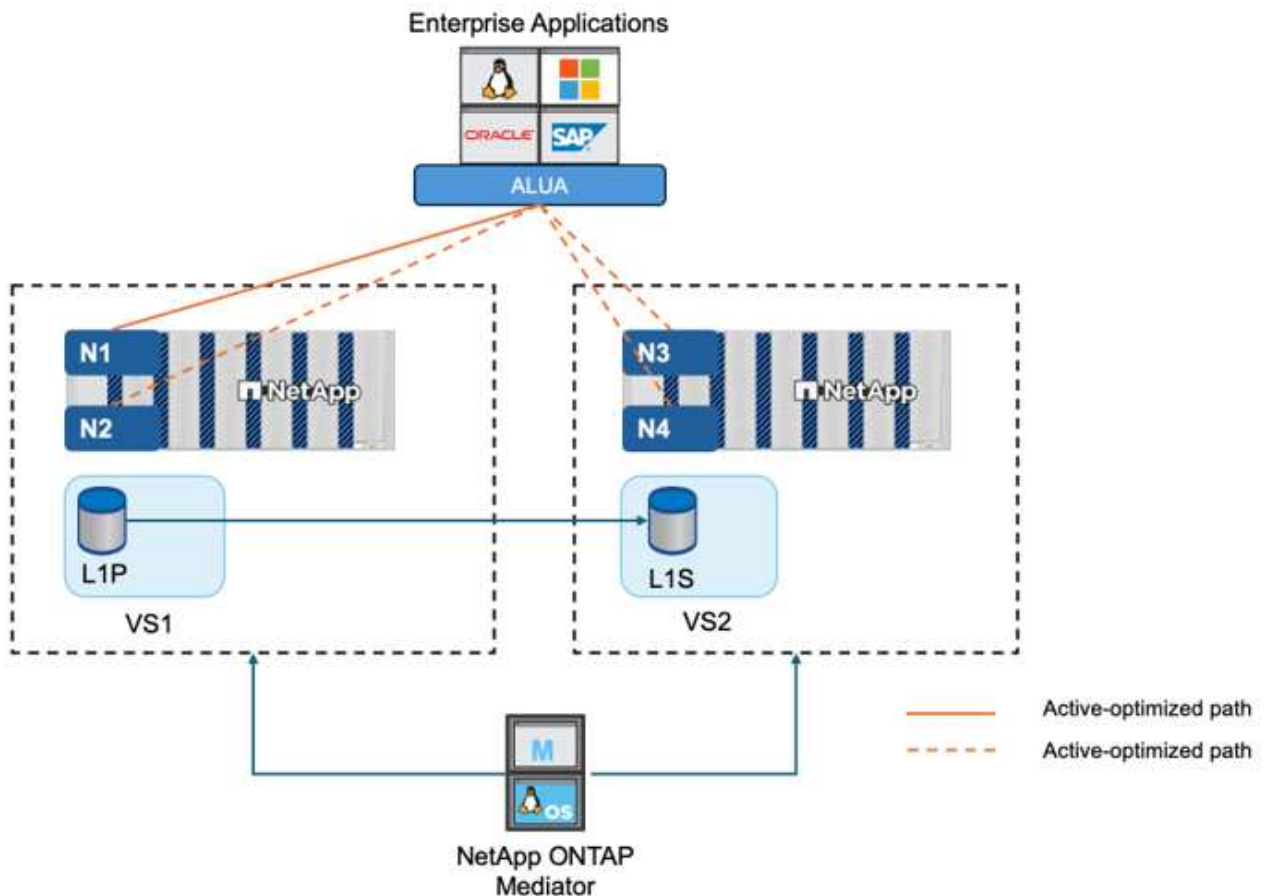 Enterprise Applications
ORACLE
SAP
ALUA
N1
NetApp
N2
N3
NetApp
N4
L1P
VS1
L1S
VS2
Active-optimized path
Active-optimized path
M
OS
NetApp ONTAP
Mediator